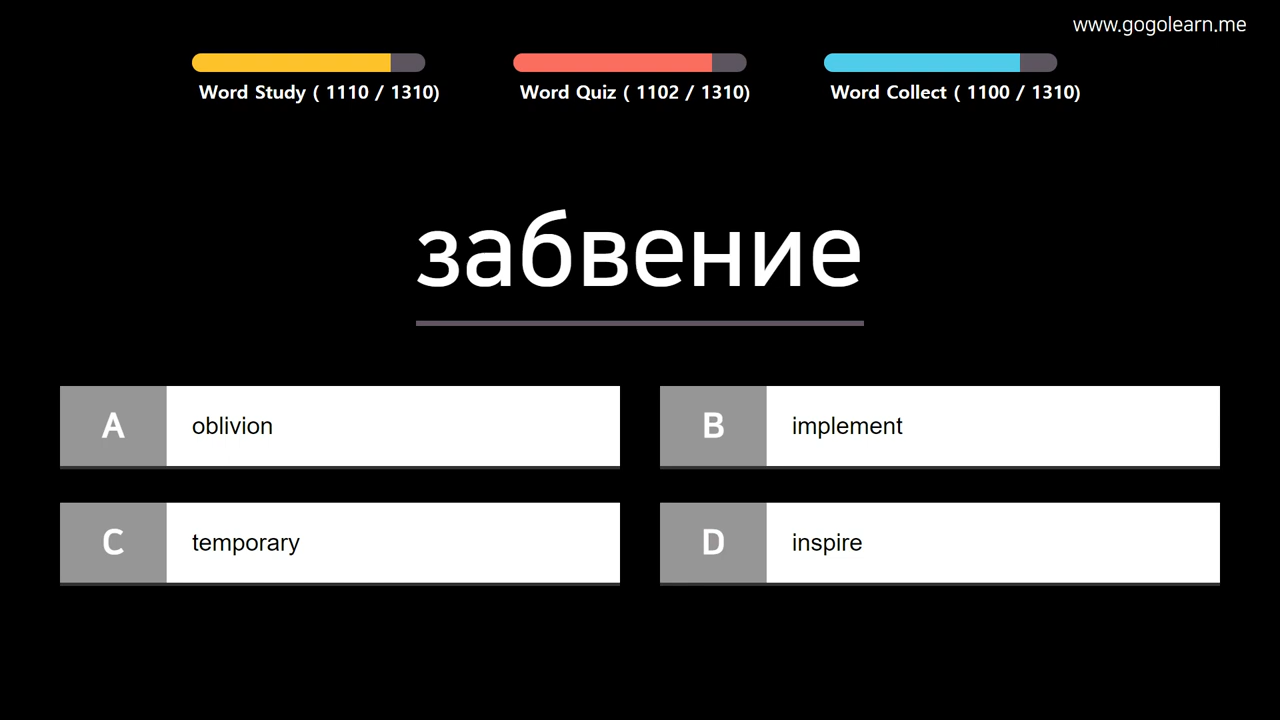 www.gogolearn.me
Word Study ( 1110 / 1310)
Word Quiz ( 1102 / 1310)
Word Collect ( 1100 / 1310)
забвение
A oblivion
B implement
C temporary
D inspire